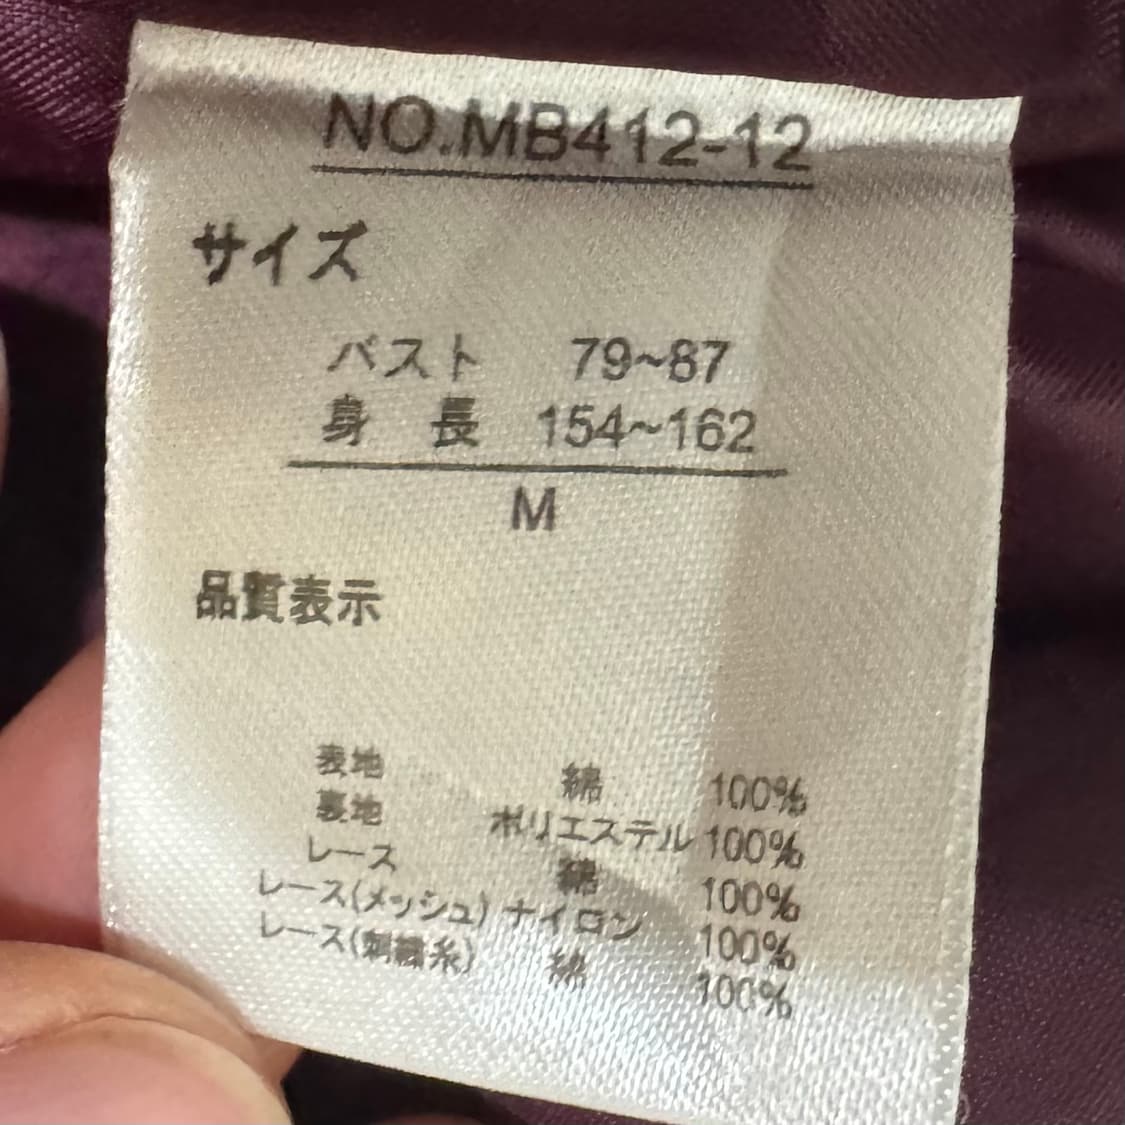 NO.MB412-12
サイズ
バスト 79~87
身 長 154~162
M
品質表示
表地 綿 100%
裏地 ポリエステル 100%
レース 綿 100%
レース(メッシュ) ナイロン 100%
レース(刺繍糸) 綿 100%